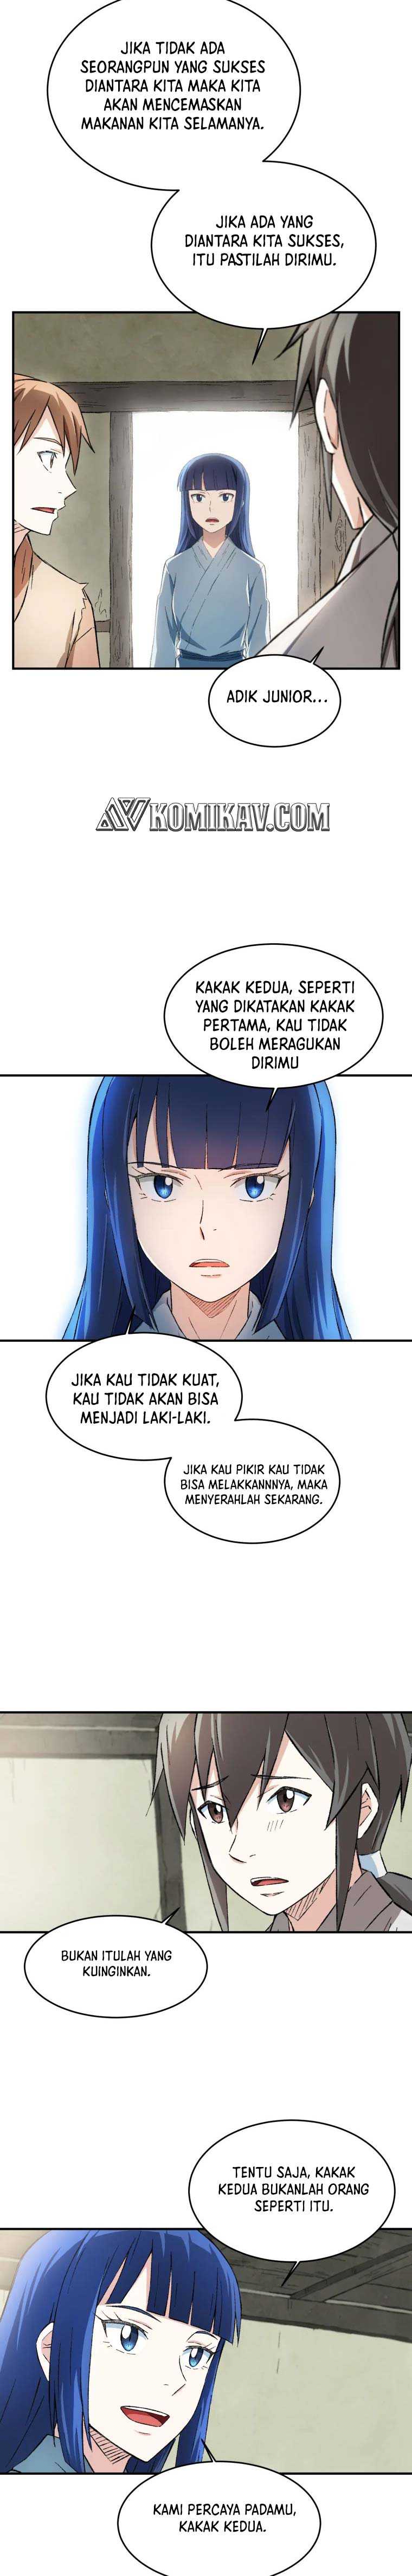 JIKA TIDAK ADA
SEORANGPUN YANG SUKSES
DIANTARA KITA MAKA KITA
AKAN MENCEMASKAN
MAKANAN KITA SELAMANYA.
JIKA ADA YANG
DIANTARA KITA SUKSES,
ITU PASTILAH DIRIMU.
ADIK JUNIOR...
KOMIKAV.COM
KAKAK KEDUA, SEPERTI
YANG DIKATAKAN KAKAK
PERTAMA, KAU TIDAK
BOLEH MERAGUKAN
DIRIMU
JIKA KAU TIDAK KUAT,
KAU TIDAK AKAN BISA
MENJADI LAKI-LAKI.
JIKA KAU PIKIR KAU TIDAK
BISA MELAKKANNNYA, MAKA
MENYERAHLAH SEKARANG.
BUKAN ITULAH YANG
KUINGINKAN.
TENTU SAJA, KAKAK
KEDUA BUKANLAH ORANG
SEPERTI ITU.
KAMI PERCAYA PADAMU,
KAKAK KEDUA.